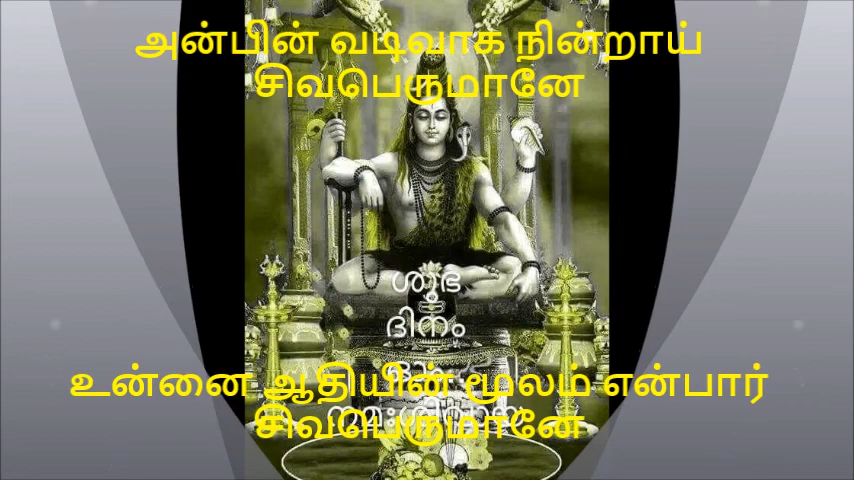 அன்பின் வடிவாக நின்றாய்
சிவபெருமானே
ശുഭ
ദിനം
உன்னை ஆதியின் மூலம் என்பார்
சிவபெருமானே